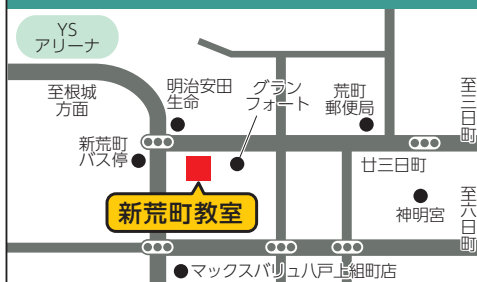 YS
アリーナ
至根城
方面
明治安田
生命
グラン
フォート
荒町
郵便局
至三日町
新荒町
バス停
廿三日町
新荒町教室
神明宮
至六日町
マックスバリュ八戸上組町店